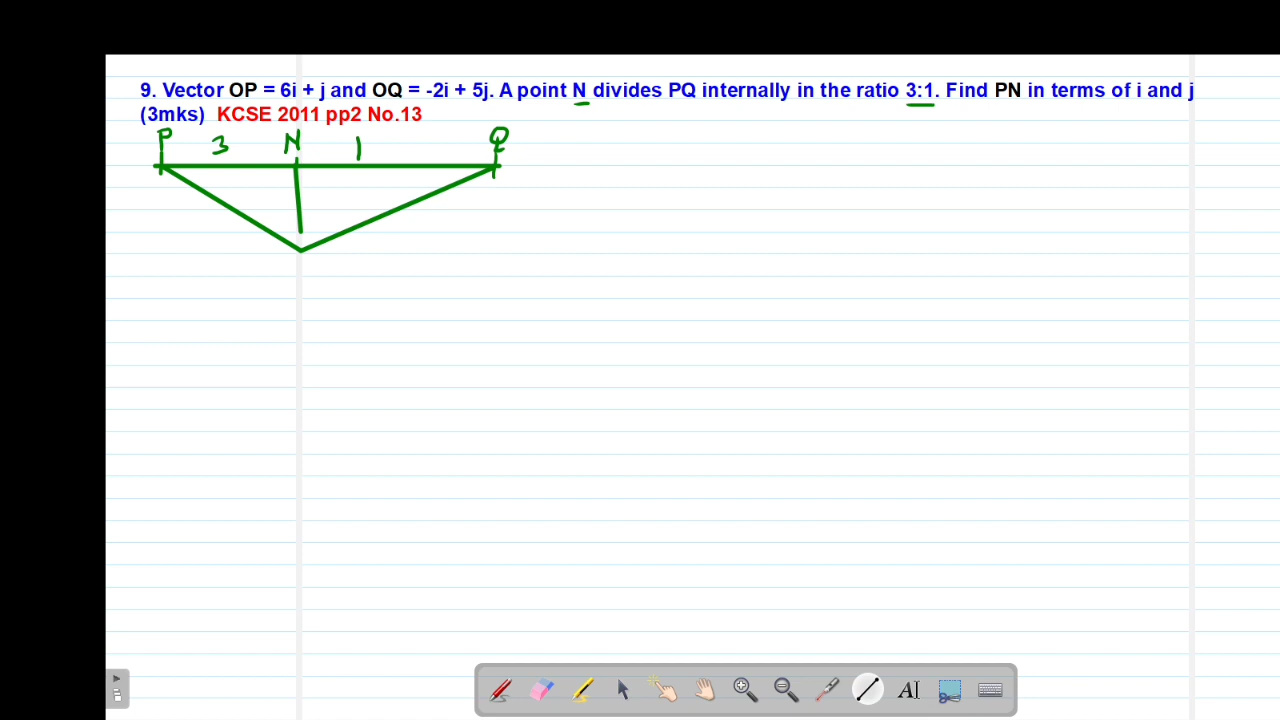 9. Vector OP = 6i + j and OQ = -2i + 5j. A point N divides PQ internally in the ratio 3:1. Find PN in terms of i and j
(3mks) KCSE 2011 pp2 No.13
P 3 N 1 Q
AI